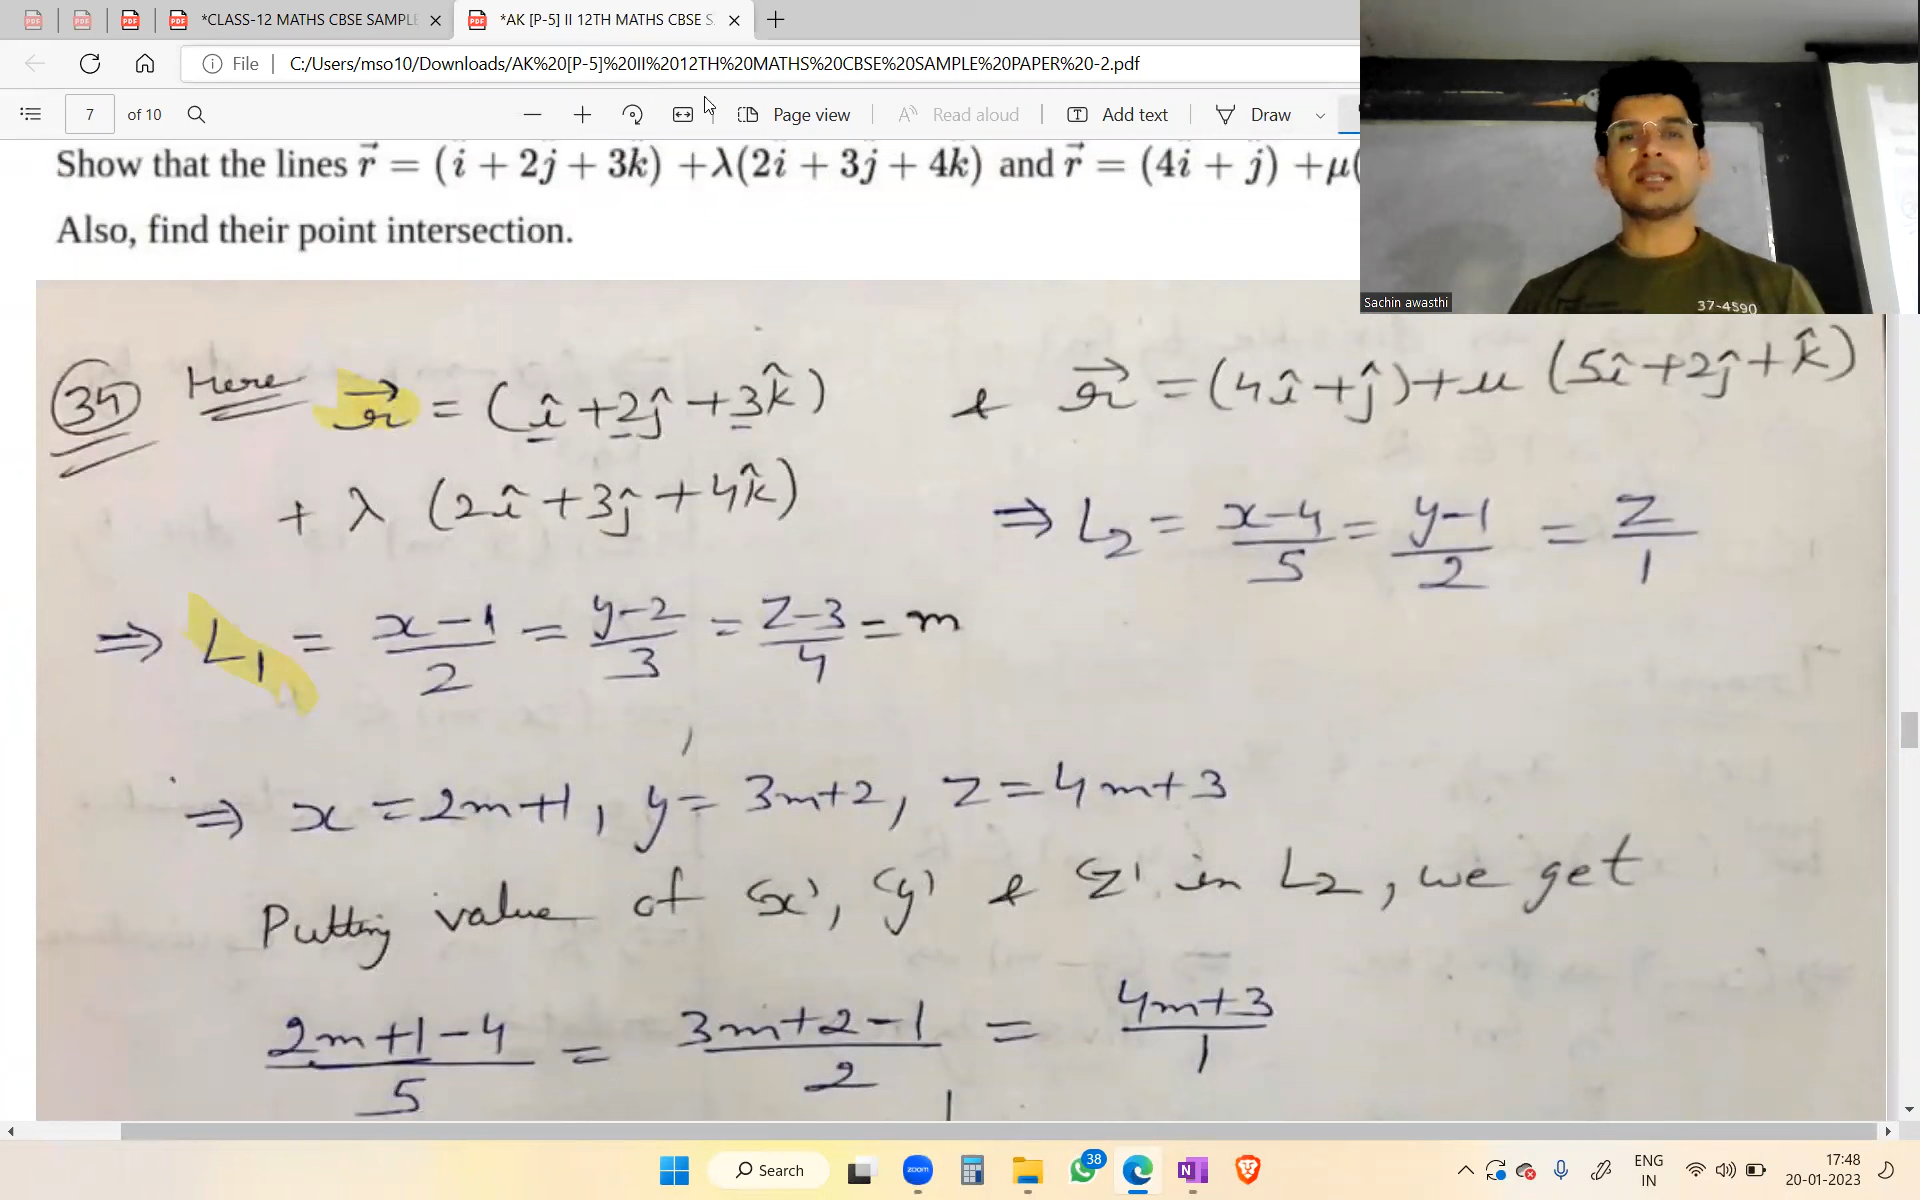 *CLASS-12 MATHS CBSE SAMPLE
*AK [P-5] II 12TH MATHS CBSE S
File
C:/Users/mso10/Downloads/AK%20[P-5]%20II%2012TH%20MATHS%20CBSE%20SAMPLE%20PAPER%20-2.pdf
7 of 10
Page view
Read aloud
Add text
Draw
Show that the lines r⃗ = (i + 2j + 3k) +λ(2i + 3j + 4k) and r⃗ = (4i + j) +μ(
Also, find their point intersection.
Sachin awasthi
37-4590
Here r⃗ = (î + 2ĵ + 3k̂) & r⃗ = (4î + ĵ) + μ (5î + 2ĵ + k̂)
+ λ (2î + 3ĵ + 4k̂)
⇒ L₂ = x-4/5 = y-1/2 = z/1
⇒ L₁ = x-1/2 = y-2/3 = z-3/4 = m
⇒ x = 2m+1, y = 3m+2, z = 4m+3
Putting value of 'x', 'y' & 'z' in L2, we get
2m+1-4/5 = 3m+2-1/2 = 4m+3/1
Search
zoom
38
ENG
IN
17:48
20-01-2023